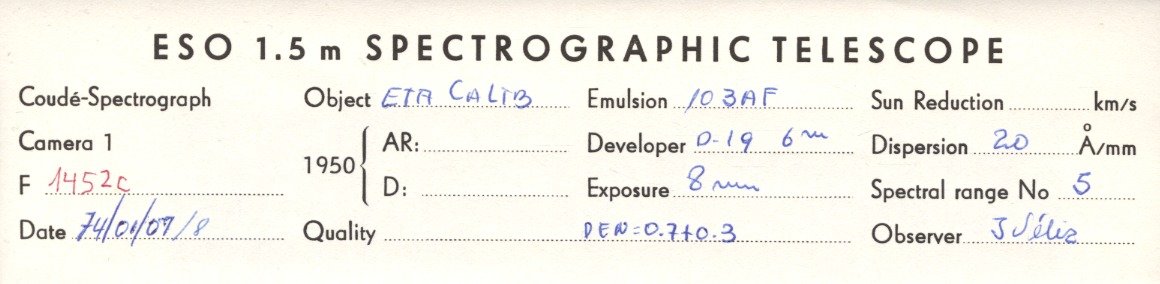 ESO 1.5 m SPECTROGRAPHIC TELESCOPE
Coudé-Spectrograph Object ETA CALIB Emulsion 103AF Sun Reduction km/s
Camera 1 1950 AR: Developer D-19 6m Dispersion 20 Å/mm
F 1452c D: Exposure 8 min Spectral range No 5
Date 74/01/07/8 Quality DEN=0.7+0.3 Observer J Véliz